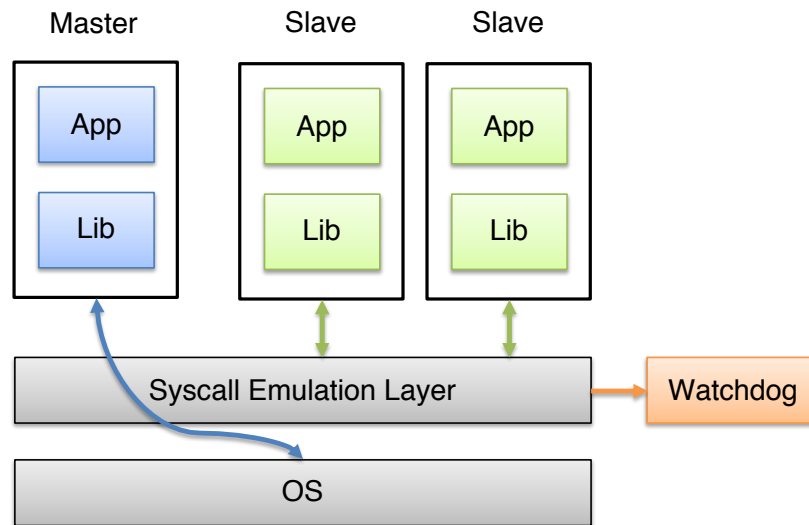 Master
Slave
Slave
App
App
App
Lib
Lib
Lib
Syscall Emulation Layer
Watchdog
OS